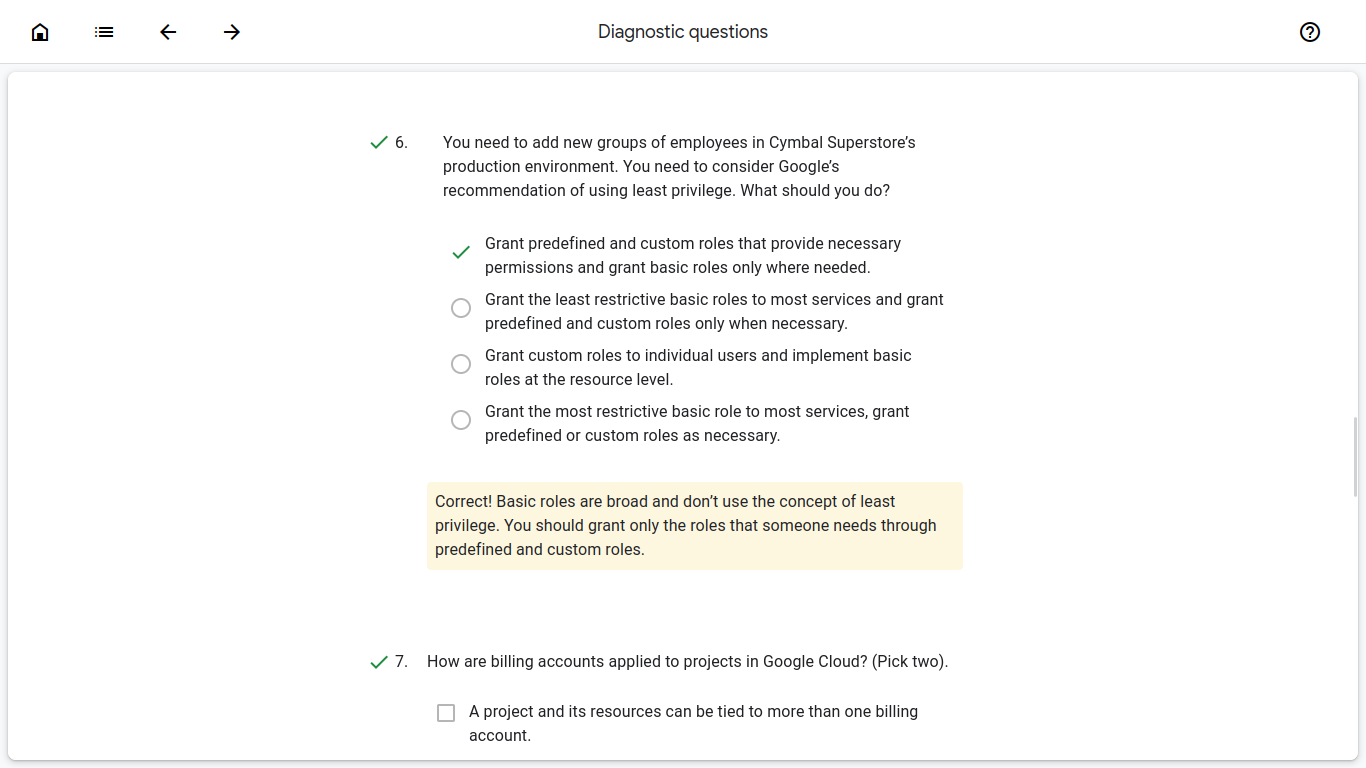 Diagnostic questions
6.
You need to add new groups of employees in Cymbal Superstore’s
production environment. You need to consider Google’s
recommendation of using least privilege. What should you do?
Grant predefined and custom roles that provide necessary
permissions and grant basic roles only where needed.
Grant the least restrictive basic roles to most services and grant
predefined and custom roles only when necessary.
Grant custom roles to individual users and implement basic
roles at the resource level.
Grant the most restrictive basic role to most services, grant
predefined or custom roles as necessary.
Correct! Basic roles are broad and don’t use the concept of least
privilege. You should grant only the roles that someone needs through
predefined and custom roles.
7. How are billing accounts applied to projects in Google Cloud? (Pick two).
A project and its resources can be tied to more than one billing
account.